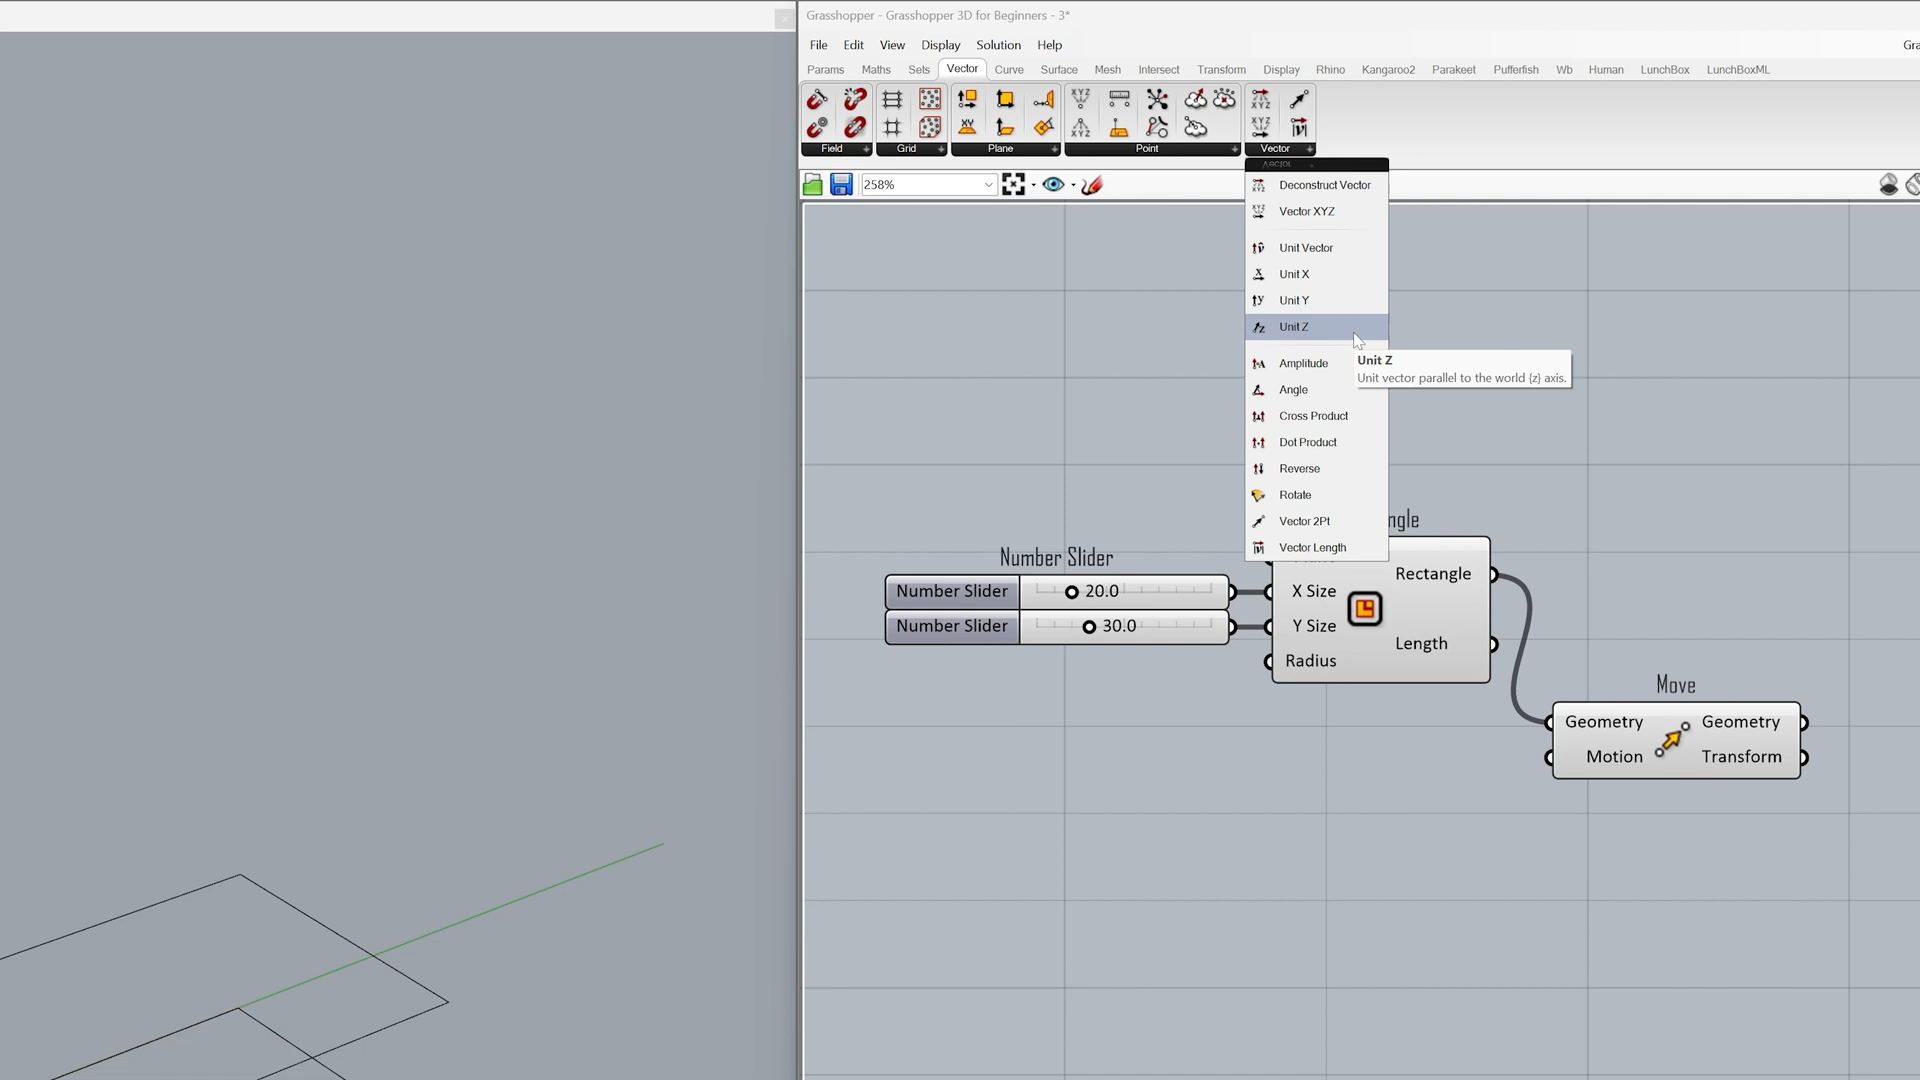 Grasshopper - Grasshopper 3D for Beginners - 3*
File Edit View Display Solution Help
Gra
Params Maths Sets Vector Curve Surface Mesh Intersect Transform Display Rhino Kangaroo2 Parakeet Pufferfish Wb Human LunchBox LunchBoxML
Field Grid Plane Point Vector
Vector
258%
Deconstruct Vector
Vector XYZ
Unit Vector
Unit X
Unit Y
Unit Z
Amplitude
Angle
Cross Product
Dot Product
Reverse
Rotate
Vector 2Pt
Vector Length
Unit Z
Unit vector parallel to the world {z} axis.
Number Slider
Number Slider 20.0
Number Slider 30.0
ngle
X Size
Y Size
Radius
Rectangle
Length
Move
Geometry Geometry
Motion Transform